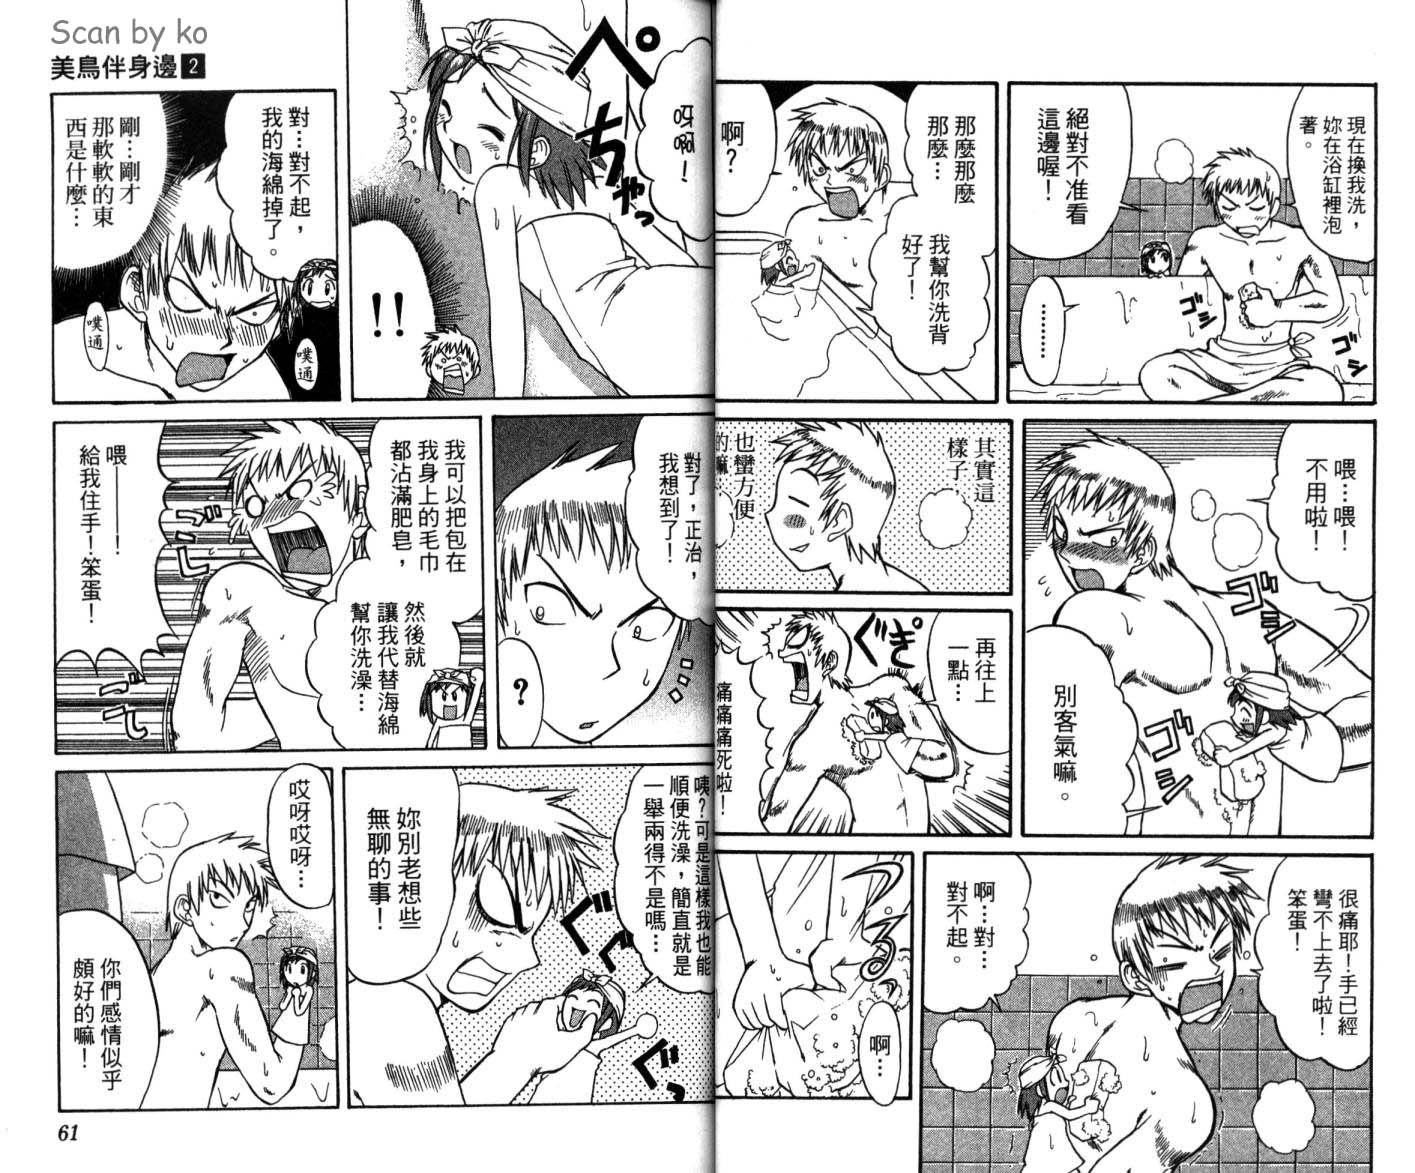 Scan by ko
美鳥伴身邊 2
現在換我洗，
妳在浴缸裡泡
著。
絕對不准看
這邊喔！
………
ゴシ
ゴシ
那麼那麼
那麼…
我幫你洗背
好了！
啊？
喂…喂！
不用啦！
別客氣嘛。
ゴシ
ゴシ
其實這
樣子
也蠻方便
的嘛
再往上
一點…
ぐぎ
痛痛痛死啦！
很痛耶！手已經
彎不上去了啦！
笨蛋！
啊…對…
對不起。
つる
啊…
呀啊！
ぺ
ちゃっ
!!
對…對不起，
我的海綿掉了。
剛…剛才
那軟軟的東
西是什麼…
噗通
噗通
對了，正治，
我想到了！
？
我可以把包在
我身上的毛巾
都沾滿肥皂，
然後就
讓我代替海綿
幫你洗澡…
喂——！
給我住手！笨蛋！
咦？可是這樣我也能
順便洗澡，簡直就是
一舉兩得不是嗎…
妳別老想些
無聊的事！
ぐぐぐ
ぐぐっ
哎呀哎呀…
你們感情似乎
頗好的嘛！
61